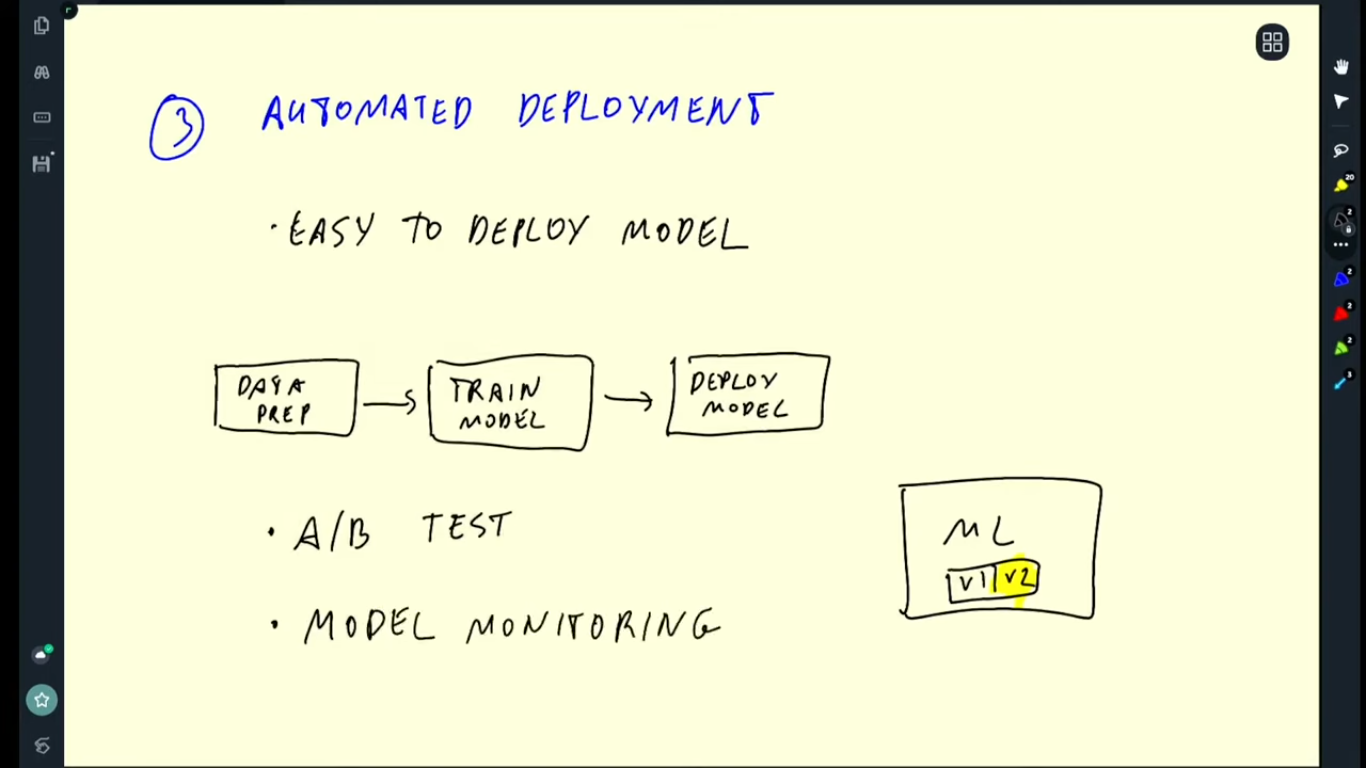 3 AUTOMATED DEPLOYMENT
· EASY TO DEPLOY MODEL
DATA
PREP
TRAIN
MODEL
DEPLOY
MODEL
· A/B TEST
ML
V1 V2
· MODEL MONITORING
20
2
2
2
2
3